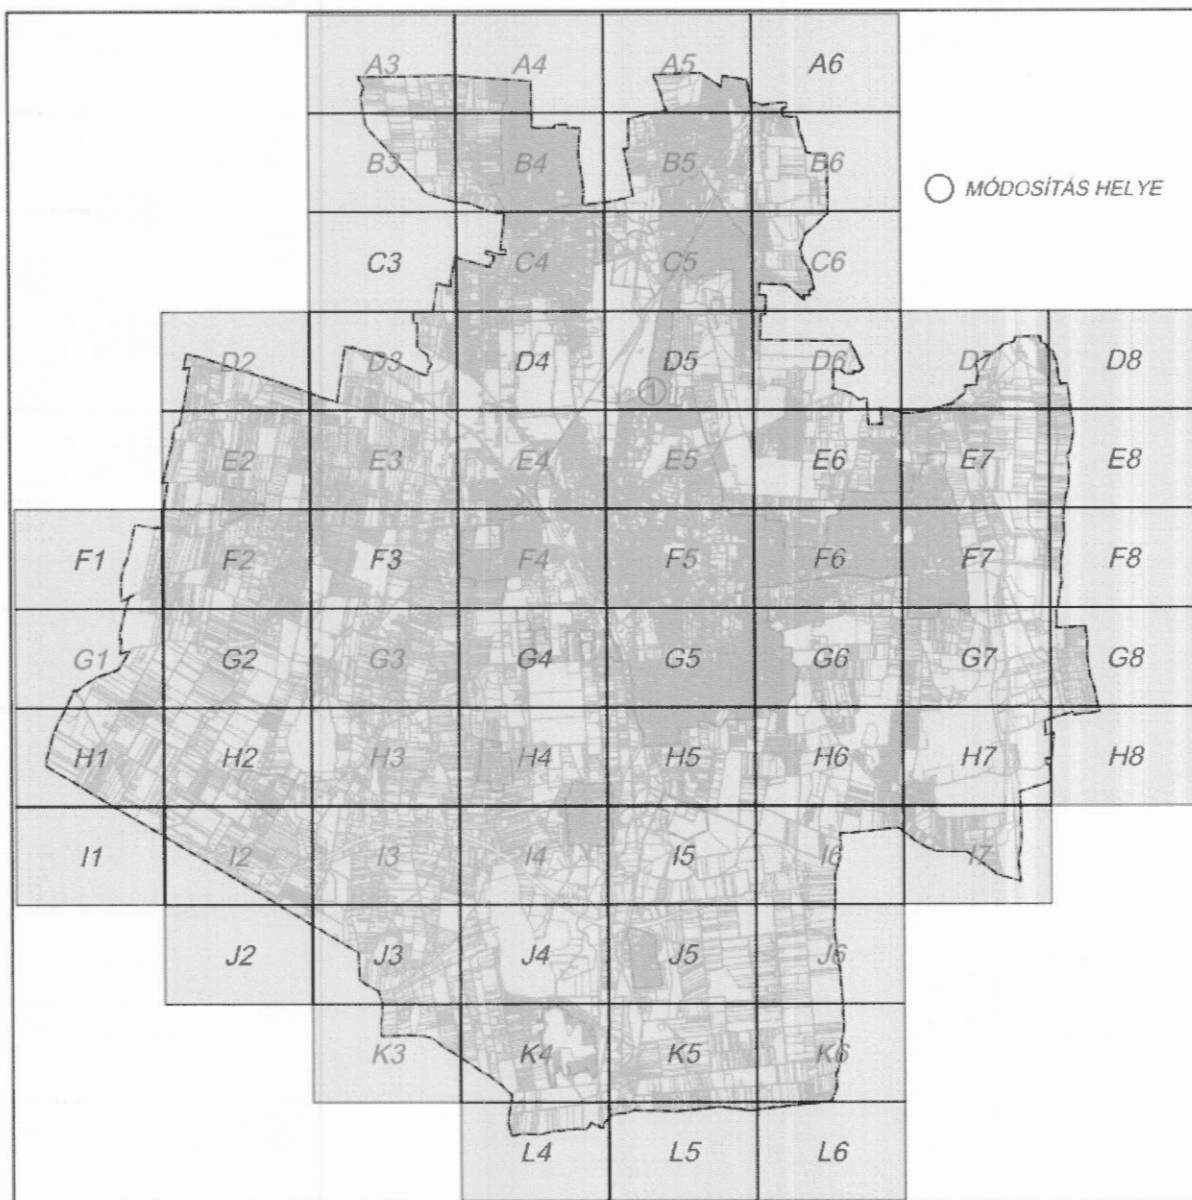 A3 A4 A5 A6
B3 B4 B5 B6
MÓDOSÍTÁS HELYE
C3 C4 C5 C6
D2 D3 D4 D5 D6 D7 D8
1
E2 E3 E4 E5 E6 E7 E8
F1 F2 F3 F4 F5 F6 F7 F8
G1 G2 G3 G4 G5 G6 G7 G8
H1 H2 H3 H4 H5 H6 H7 H8
I1 I2 I3 I4 I5 I6 I7
J2 J3 J4 J5 J6
K3 K4 K5 K6
L4 L5 L6